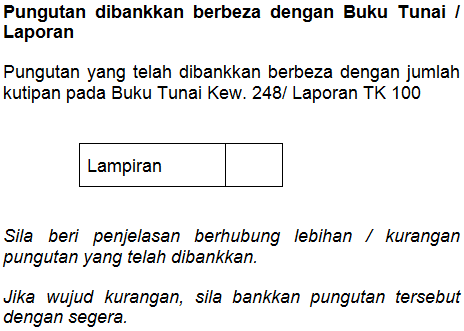 Pungutan dibankkan berbeza dengan Buku Tunai /
Laporan
Pungutan yang telah dibankkan berbeza dengan jumlah
kutipan pada Buku Tunai Kew. 248/ Laporan TK 100
Lampiran
Sila beri penjelasan berhubung lebihan / kurangan
pungutan yang telah dibankkan.
Jika wujud kurangan, sila bankkan pungutan tersebut
dengan segera.